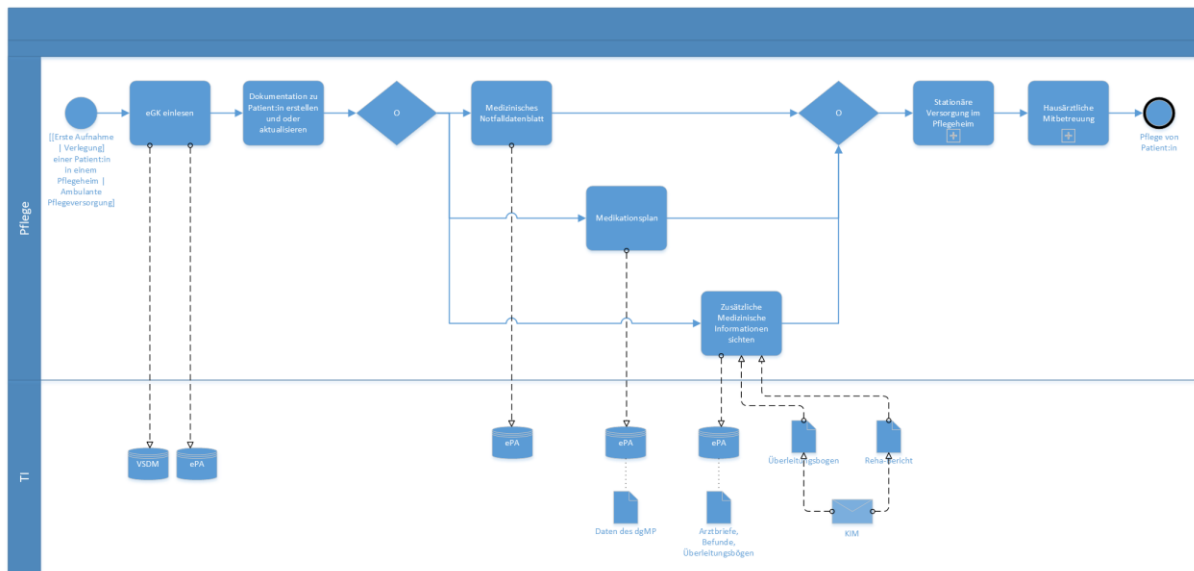 Pflege
eGK einlesen
Dokumentation zu
Patient:in erstellen
und oder
aktualisieren
O
Medizinisches
Notfalldatenblatt
O
Stationäre
Versorgung im
Pflegeheim
Hausärztliche
Mitbetreuung
[[Erste Aufnahme
| Verlegung]
einer Patient:in
in einem
Pflegeheim |
Ambulante
Pflegeversorgung]
Pflege von
Patient:in
Medikationsplan
Zusätzliche
Medizinische
Informationen
sichten
TI
VSDM
ePA
ePA
ePA
ePA
Überleitungsbogen
Reha-Bericht
Daten des dgMP
Arztbriefe,
Befunde,
Überleitungsbögen
KIM